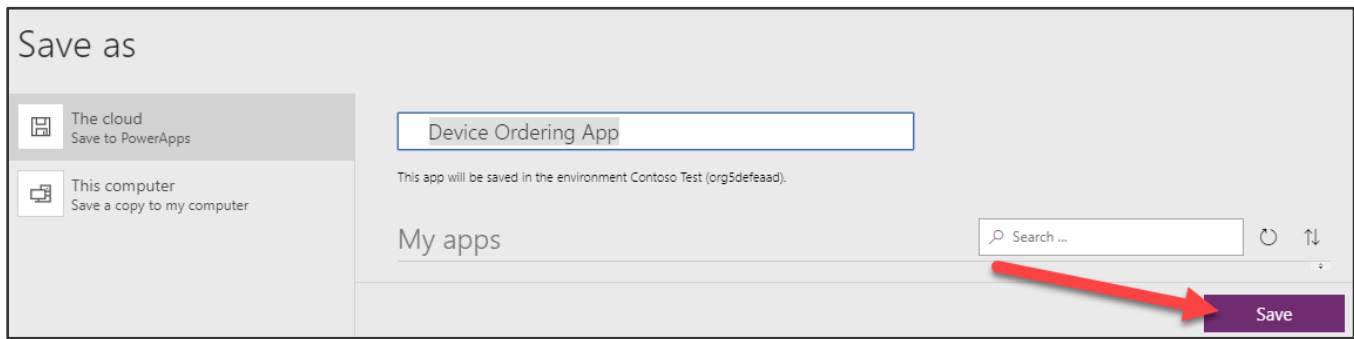 Save as
The cloud
Save to PowerApps
This computer
Save a copy to my computer
Device Ordering App
This app will be saved in the environment Contoso Test (org5defeaad).
My apps
Search ...
Save